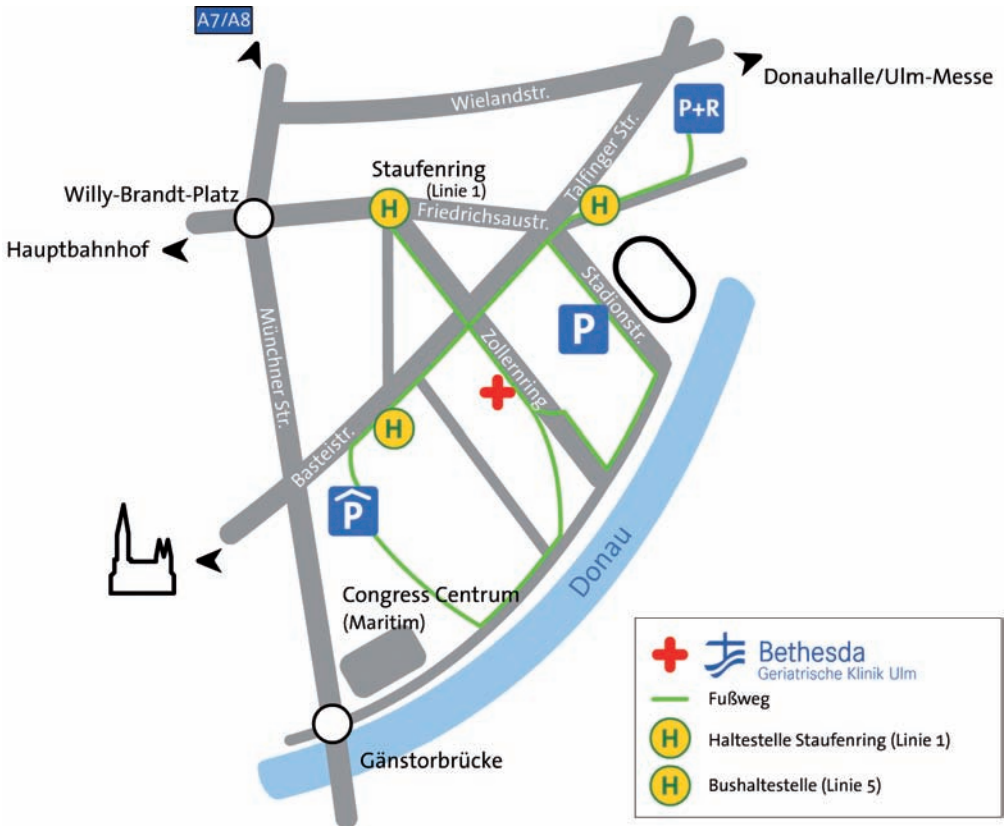 A7/A8
Donauhalle/Ulm-Messe
Wielandstr.
P+R
Talfinger Str.
Staufenring
(Linie 1)
Willy-Brandt-Platz
H
H
Friedrichsaustr.
Hauptbahnhof
Stadionstr.
P
Münchner Str.
Zollernring
H
Basteistr.
P
Donau
Congress Centrum
(Maritim)
Gänstorbrücke
Bethesda
Geriatrische Klinik Ulm
Fußweg
H Haltestelle Staufenring (Linie 1)
H Bushaltestelle (Linie 5)